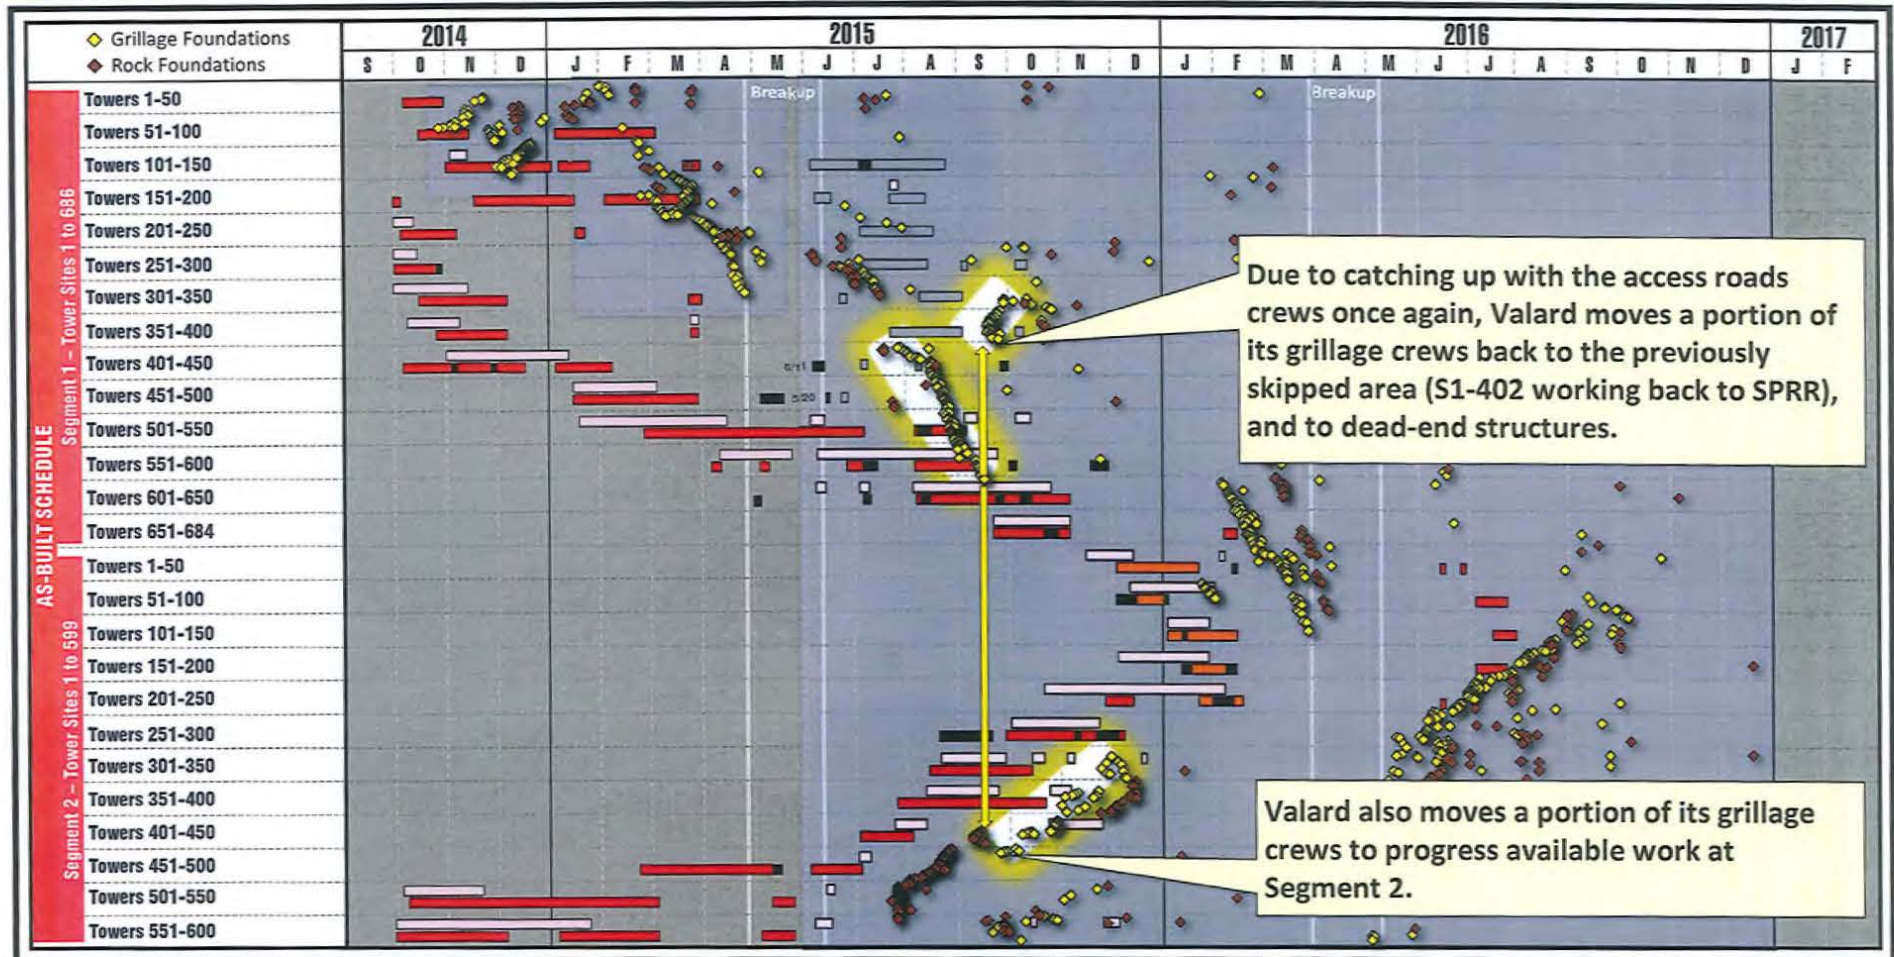 Grillage Foundations
Rock Foundations
2014 2015 2016 2017
S O N D J F M A M J J A S O N D J F M A M J J A S O N D J F
Breakup Breakup
AS-BUILT SCHEDULE
Segment 1 – Tower Sites 1 to 686
Towers 1-50
Towers 51-100
Towers 101-150
Towers 151-200
Towers 201-250
Towers 251-300
Towers 301-350
Towers 351-400
Towers 401-450
Towers 451-500
5/20
Towers 501-550
Towers 551-600
Towers 601-650
Towers 651-684
Segment 2 – Tower Sites 1 to 599
Towers 1-50
Towers 51-100
Towers 101-150
Towers 151-200
Towers 201-250
Towers 251-300
Towers 301-350
Towers 351-400
Towers 401-450
Towers 451-500
Towers 501-550
Towers 551-600
Due to catching up with the access roads
crews once again, Valard moves a portion of
its grillage crews back to the previously
skipped area (S1-402 working back to SPRR),
and to dead-end structures.
Valard also moves a portion of its grillage
crews to progress available work at
Segment 2.